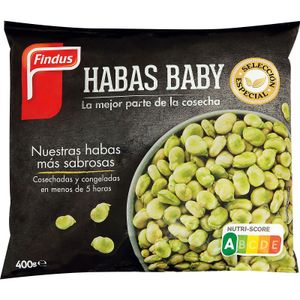 Findus
HABAS BABY
La mejor parte de la cosecha
SELECCIÓN
ESPECIAL
Nuestras habas
más sabrosas
Cosechadas y congeladas
en menos de 5 horas
400g℮
NUTRI-SCORE
A B C D E